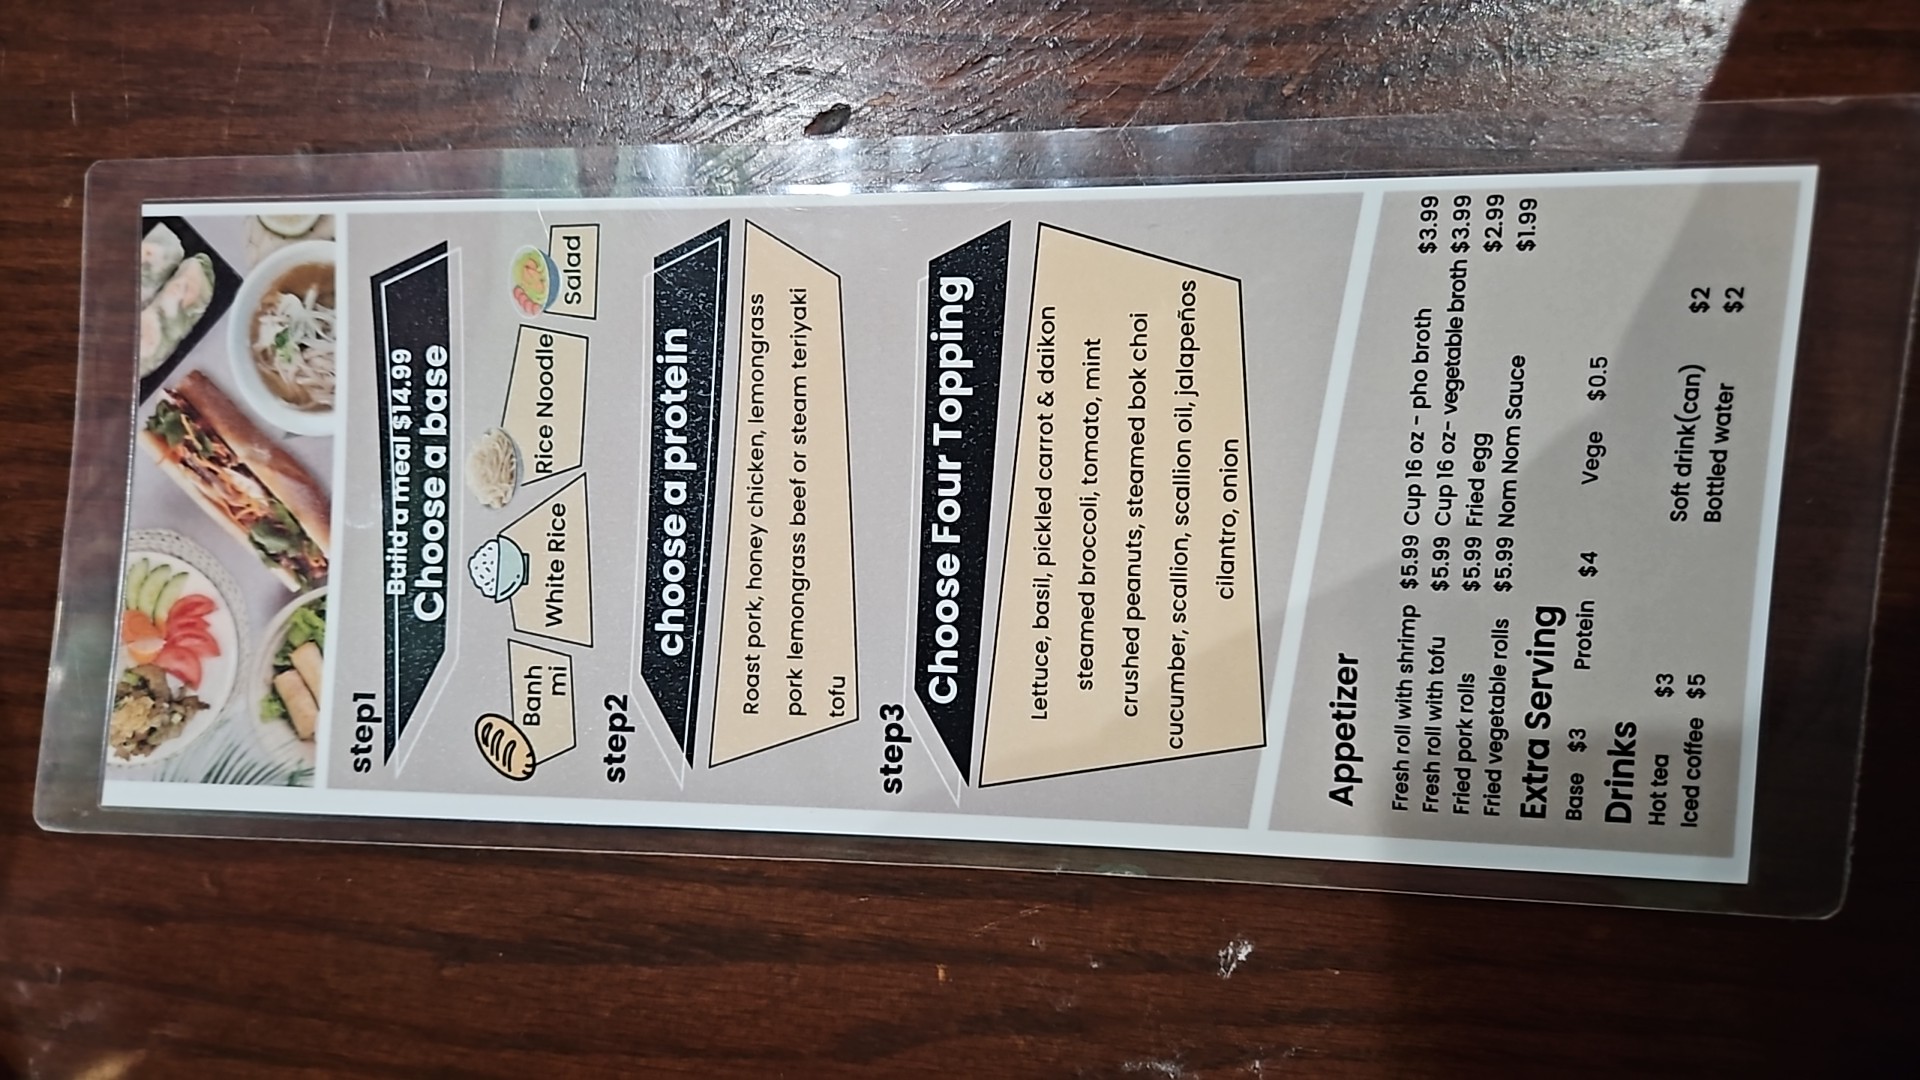 step1
Build a meal $14.99
Choose a base
Banh mi
White Rice
Rice Noodle
Salad
step2
choose a protein
Roast pork, honey chicken, lemongrass
pork lemongrass beef or steam teriyaki
tofu
step3
Choose Four Topping
Lettuce, basil, pickled carrot & daikon
steamed broccoli, tomato, mint
crushed peanuts, steamed bok choi
cucumber, scallion, scallion oil, jalapeños
cilantro, onion
Appetizer
Fresh roll with shrimp $5.99 Cup 16 oz - pho broth $3.99
Fresh roll with tofu $5.99 Cup 16 oz- vegetable broth $3.99
Fried pork rolls $5.99 Fried egg $2.99
Fried vegetable rolls $5.99 Nom Nom Sauce $1.99
Extra Serving
Base $3 Protein $4 Vege $0.5
Drinks
Hot tea $3 Soft drink(can) $2
Iced coffee $5 Bottled water $2